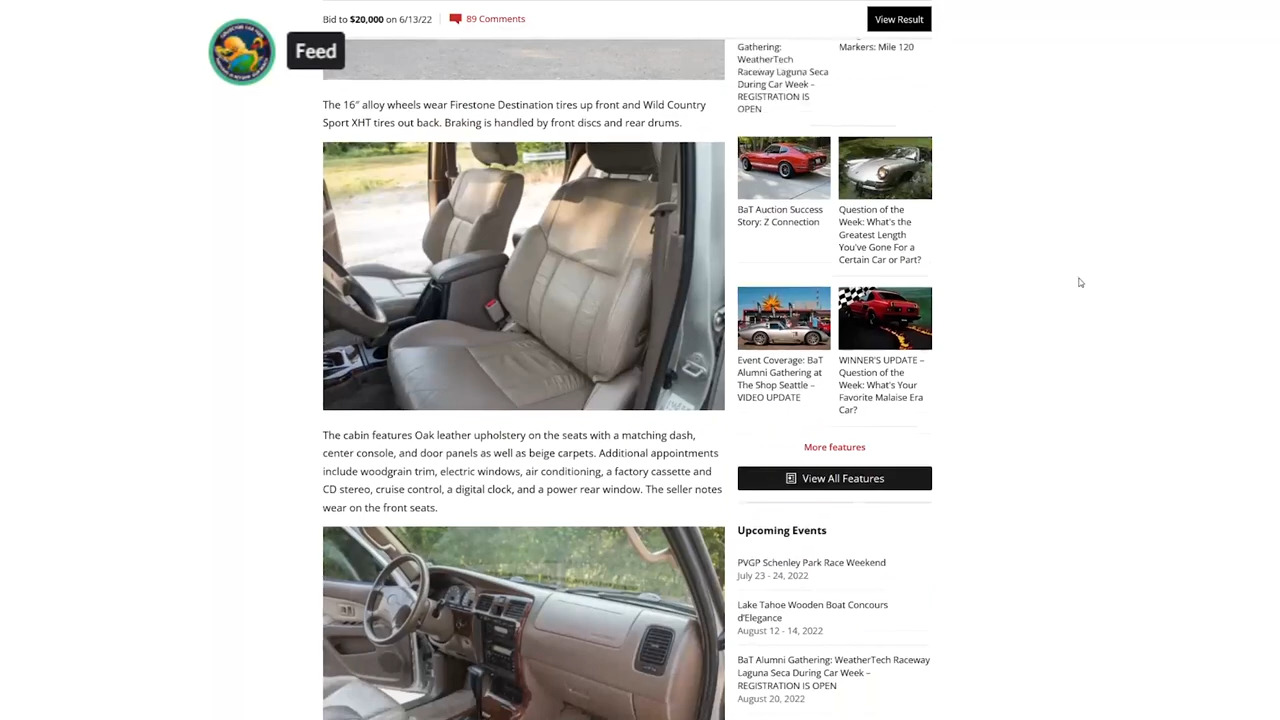 Bid to $20,000 on 6/13/22
89 Comments
View Result
Feed
The 16″ alloy wheels wear Firestone Destination tires up front and Wild Country
Sport XHT tires out back. Braking is handled by front discs and rear drums.
The cabin features Oak leather upholstery on the seats with a matching dash,
center console, and door panels as well as beige carpets. Additional appointments
include woodgrain trim, electric windows, air conditioning, a factory cassette and
CD stereo, cruise control, a digital clock, and a power rear window. The seller notes
wear on the front seats.
Gathering:
WeatherTech
Raceway Laguna Seca
During Car Week –
REGISTRATION IS
OPEN
Markers: Mile 120
BaT Auction Success
Story: Z Connection
Question of the
Week: What's the
Greatest Length
You've Gone For a
Certain Car or Part?
Event Coverage: BaT
Alumni Gathering at
The Shop Seattle –
VIDEO UPDATE
WINNER'S UPDATE –
Question of the
Week: What's Your
Favorite Malaise Era
Car?
More features
View All Features
Upcoming Events
PVGP Schenley Park Race Weekend
July 23 - 24, 2022
Lake Tahoe Wooden Boat Concours
d'Elegance
August 12 - 14, 2022
BaT Alumni Gathering: WeatherTech Raceway
Laguna Seca During Car Week –
REGISTRATION IS OPEN
August 20, 2022